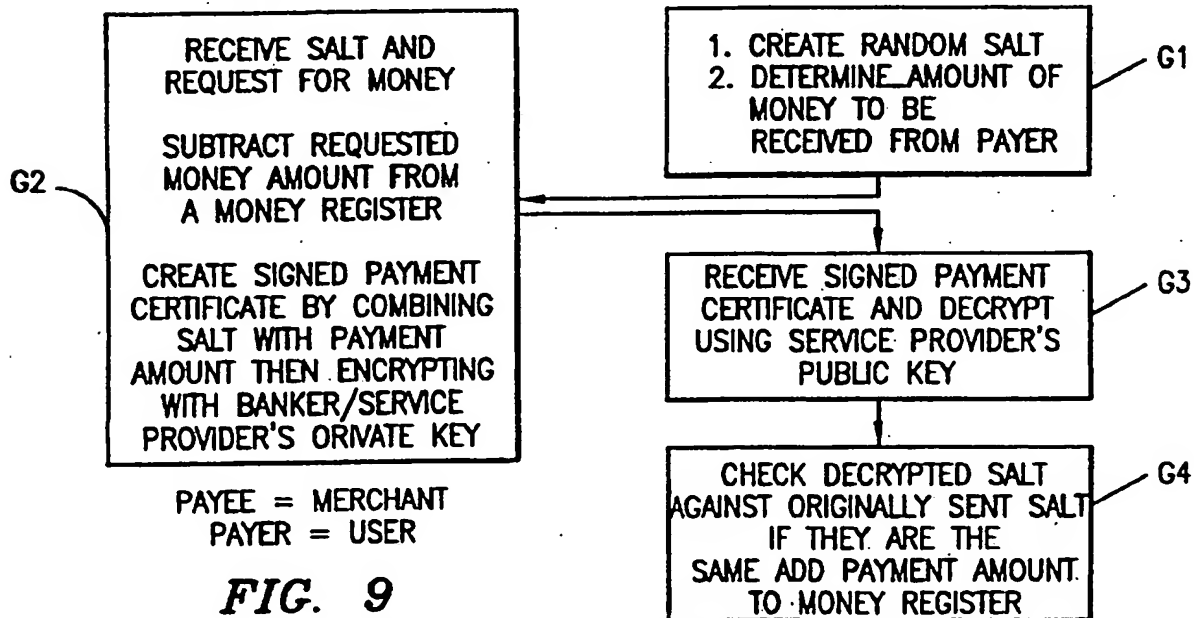 RECEIVE SALT AND
REQUEST FOR MONEY
SUBTRACT REQUESTED
MONEY AMOUNT FROM
A MONEY REGISTER
CREATE SIGNED PAYMENT
CERTIFICATE BY COMBINING
SALT WITH PAYMENT
AMOUNT THEN ENCRYPTING
WITH BANKER/SERVICE
PROVIDER'S ORIVATE KEY
G2
PAYEE = MERCHANT
PAYER = USER
FIG. 9
1. CREATE RANDOM SALT
2. DETERMINE AMOUNT OF
MONEY TO BE
RECEIVED FROM PAYER
G1
RECEIVE SIGNED PAYMENT
CERTIFICATE AND DECRYPT
USING SERVICE PROVIDER'S
PUBLIC KEY
G3
CHECK DECRYPTED SALT
AGAINST ORIGINALLY SENT SALT
IF THEY ARE THE
SAME ADD PAYMENT AMOUNT
TO MONEY REGISTER
G4